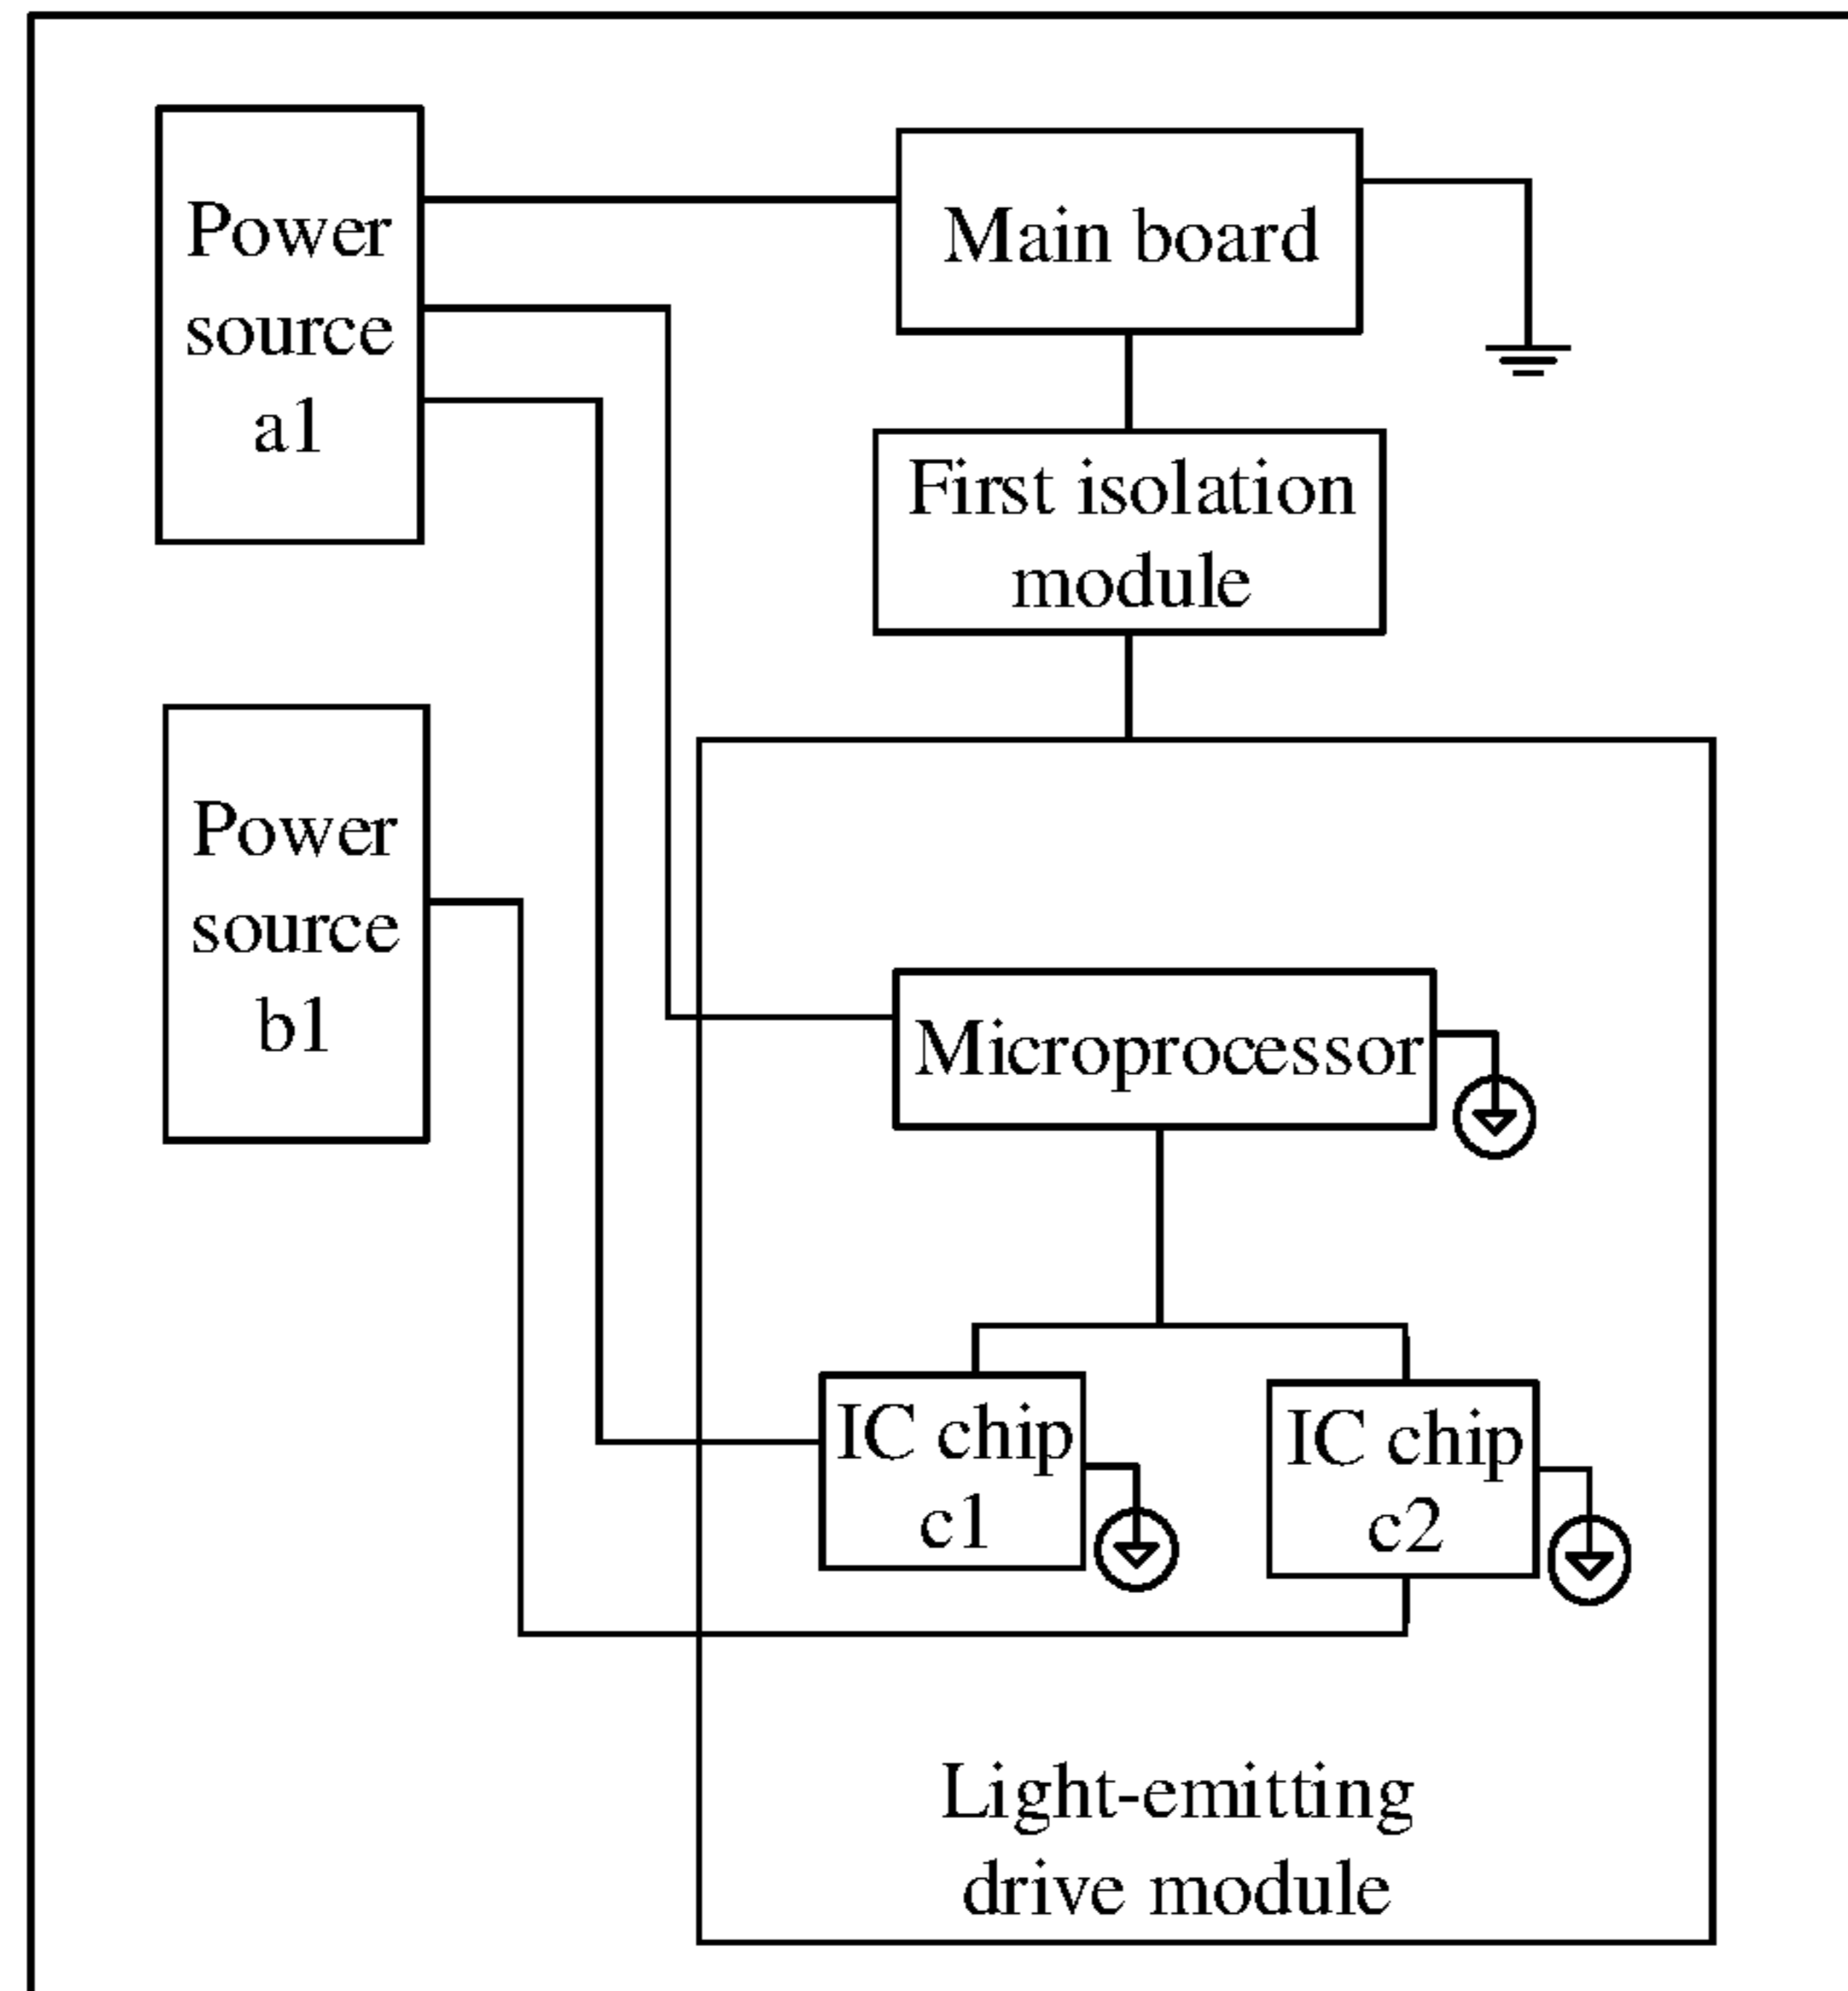 Power
source
a1
Main board
First isolation
module
Power
source
b1
Microprocessor
IC chip
c1
IC chip
c2
Light-emitting
drive module